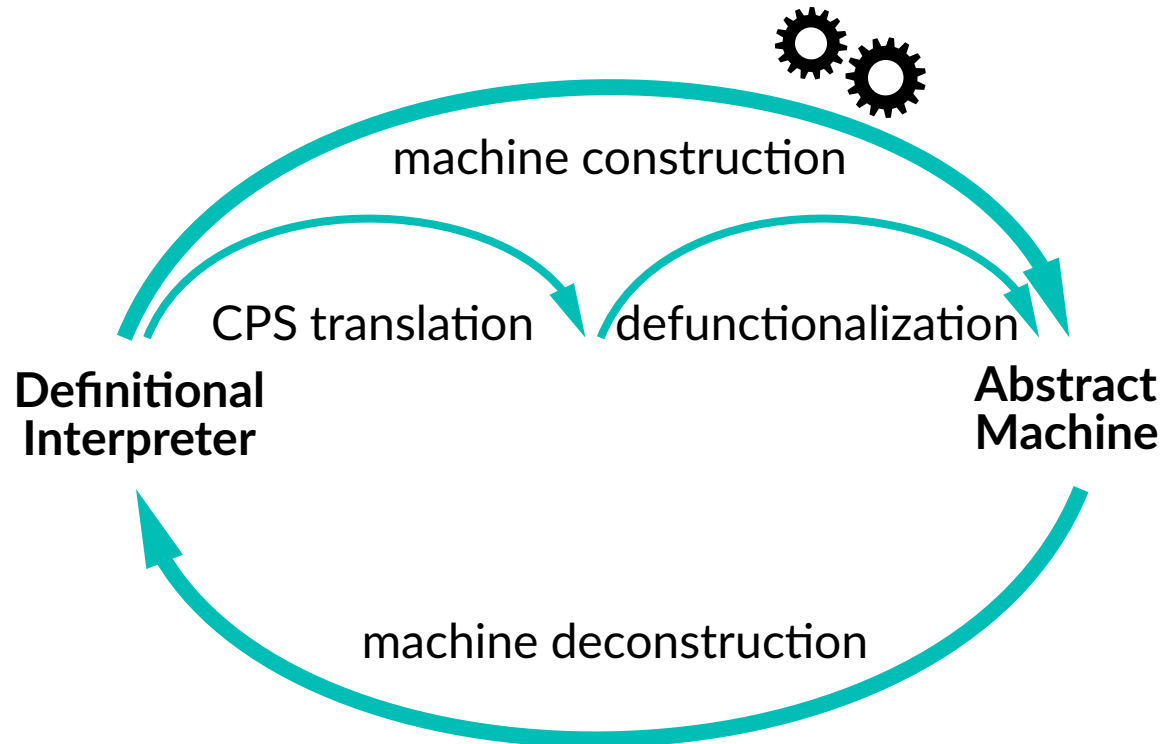 machine construction
CPS translation
defunctionalization
Definitional
Interpreter
Abstract
Machine
machine deconstruction